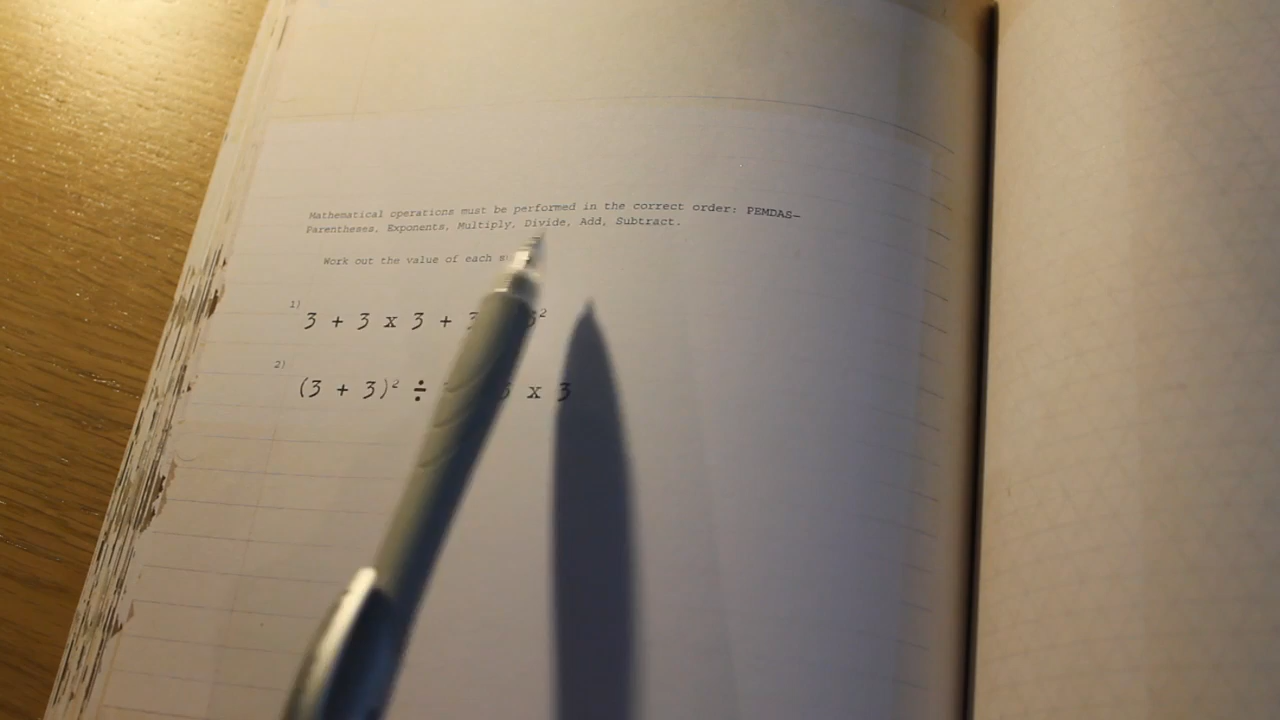 Mathematical operations must be performed in the correct order: PEMDAS—
Parentheses, Exponents, Multiply, Divide, Add, Subtract.
Work out the value of each
1)
3 + 3 x 3 + 3²
2)
(3 + 3)² ÷ x 3